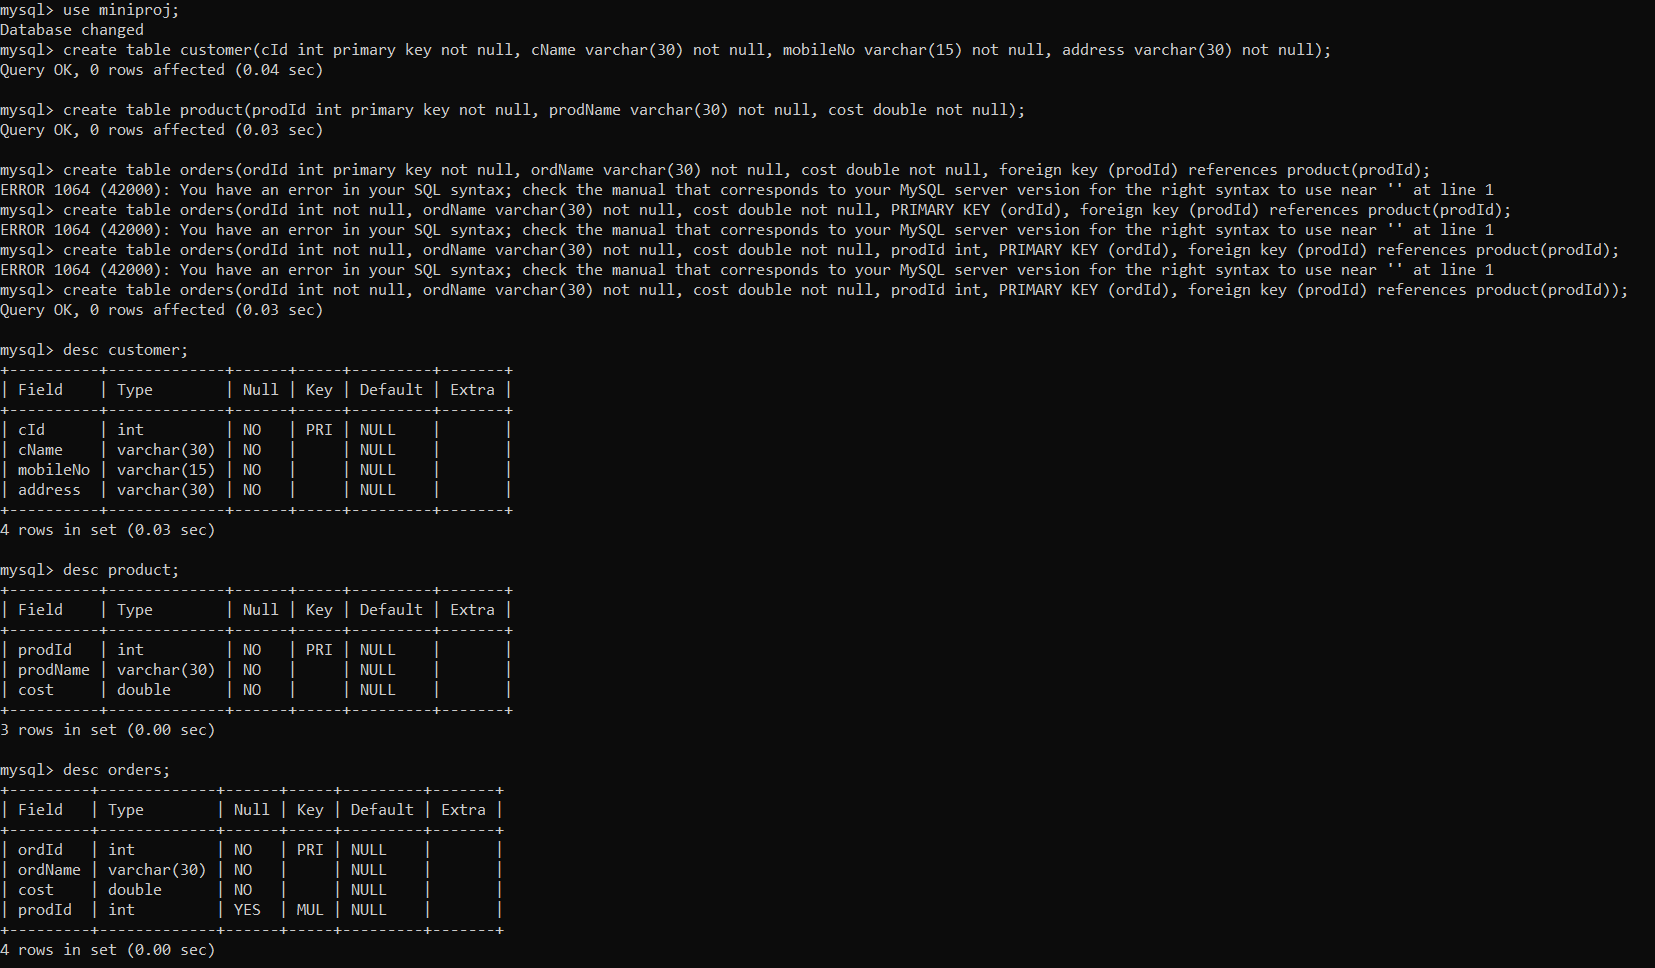 mysql> use miniproj;
Database changed
mysql> create table customer(cId int primary key not null, cName varchar(30) not null, mobileNo varchar(15) not null, address varchar(30) not null);
Query OK, 0 rows affected (0.04 sec)

mysql> create table product(prodId int primary key not null, prodName varchar(30) not null, cost double not null);
Query OK, 0 rows affected (0.03 sec)

mysql> create table orders(ordId int primary key not null, ordName varchar(30) not null, cost double not null, foreign key (prodId) references product(prodId);
ERROR 1064 (42000): You have an error in your SQL syntax; check the manual that corresponds to your MySQL server version for the right syntax to use near '' at line 1
mysql> create table orders(ordId int not null, ordName varchar(30) not null, cost double not null, PRIMARY KEY (ordId), foreign key (prodId) references product(prodId);
ERROR 1064 (42000): You have an error in your SQL syntax; check the manual that corresponds to your MySQL server version for the right syntax to use near '' at line 1
mysql> create table orders(ordId int not null, ordName varchar(30) not null, cost double not null, prodId int, PRIMARY KEY (ordId), foreign key (prodId) references product(prodId);
ERROR 1064 (42000): You have an error in your SQL syntax; check the manual that corresponds to your MySQL server version for the right syntax to use near '' at line 1
mysql> create table orders(ordId int not null, ordName varchar(30) not null, cost double not null, prodId int, PRIMARY KEY (ordId), foreign key (prodId) references product(prodId));
Query OK, 0 rows affected (0.03 sec)

mysql> desc customer;
+----------+-------------+------+-----+---------+-------+
| Field    | Type        | Null | Key | Default | Extra |
+----------+-------------+------+-----+---------+-------+
| cId      | int         | NO   | PRI | NULL    |       |
| cName    | varchar(30) | NO   |     | NULL    |       |
| mobileNo | varchar(15) | NO   |     | NULL    |       |
| address  | varchar(30) | NO   |     | NULL    |       |
+----------+-------------+------+-----+---------+-------+
4 rows in set (0.03 sec)

mysql> desc product;
+----------+-------------+------+-----+---------+-------+
| Field    | Type        | Null | Key | Default | Extra |
+----------+-------------+------+-----+---------+-------+
| prodId   | int         | NO   | PRI | NULL    |       |
| prodName | varchar(30) | NO   |     | NULL    |       |
| cost     | double      | NO   |     | NULL    |       |
+----------+-------------+------+-----+---------+-------+
3 rows in set (0.00 sec)

mysql> desc orders;
+---------+-------------+------+-----+---------+-------+
| Field   | Type        | Null | Key | Default | Extra |
+---------+-------------+------+-----+---------+-------+
| ordId   | int         | NO   | PRI | NULL    |       |
| ordName | varchar(30) | NO   |     | NULL    |       |
| cost    | double      | NO   |     | NULL    |       |
| prodId  | int         | YES  | MUL | NULL    |       |
+---------+-------------+------+-----+---------+-------+
4 rows in set (0.00 sec)